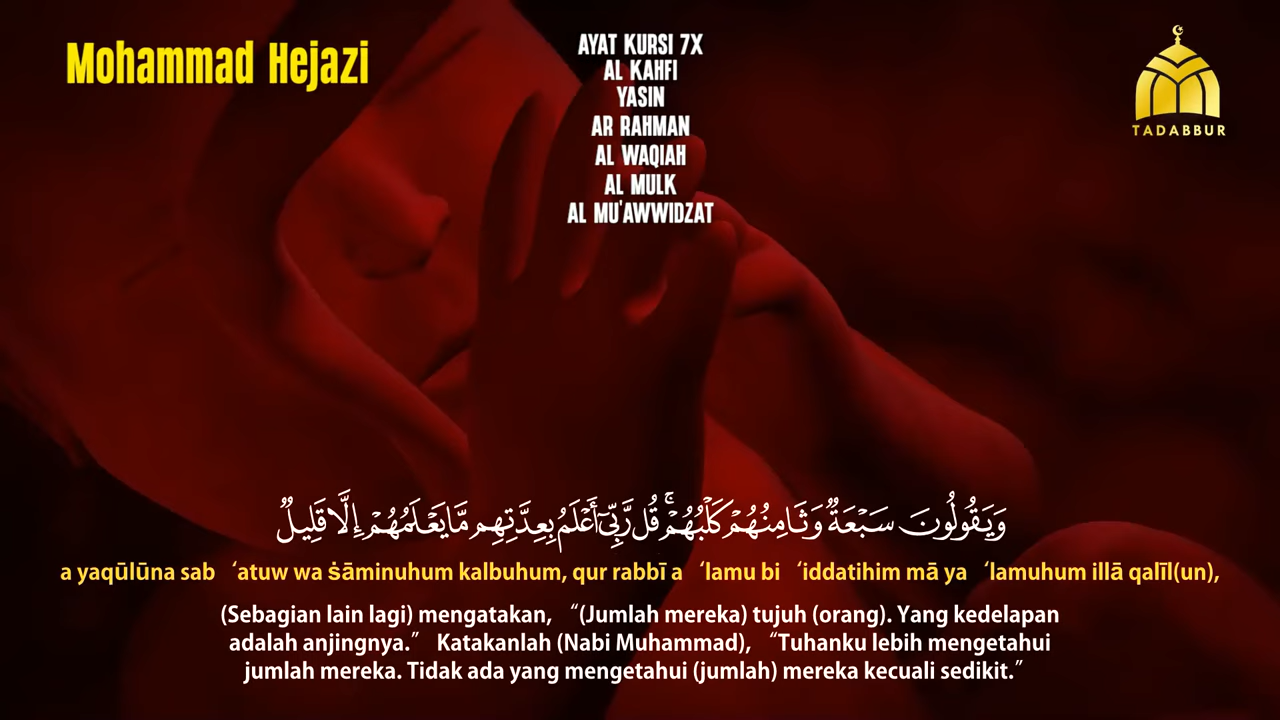 Mohammad Hejazi
AYAT KURSI 7X
AL KAHFI
YASIN
AR RAHMAN
AL WAQIAH
AL MULK
AL MU'AWWIDZAT
TADABBUR
وَيَقُولُونَ سَبْعَةٌ وَثَامِنُهُمْ كَلْبُهُمْ ۚ قُل رَّبِّىٓ أَعْلَمُ بِعِدَّتِهِم مَّا يَعْلَمُهُمْ إِلَّا قَلِيلٌ
a yaqūlūna sab ‘atuw wa ṡāminuhum kalbuhum, qur rabbī a ‘lamu bi ‘iddatihim mā ya ‘lamuhum illā qalīl(un),
(Sebagian lain lagi) mengatakan, “(Jumlah mereka) tujuh (orang). Yang kedelapan
adalah anjingnya.” Katakanlah (Nabi Muhammad), “Tuhanku lebih mengetahui
jumlah mereka. Tidak ada yang mengetahui (jumlah) mereka kecuali sedikit.”